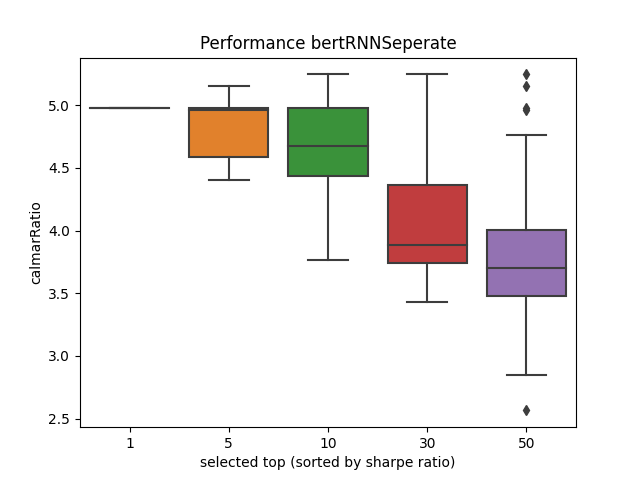 Performance bertRNNSeperate
calmarRatio
5.0
4.5
4.0
3.5
3.0
2.5
1 5 10 30 50
selected top (sorted by sharpe ratio)